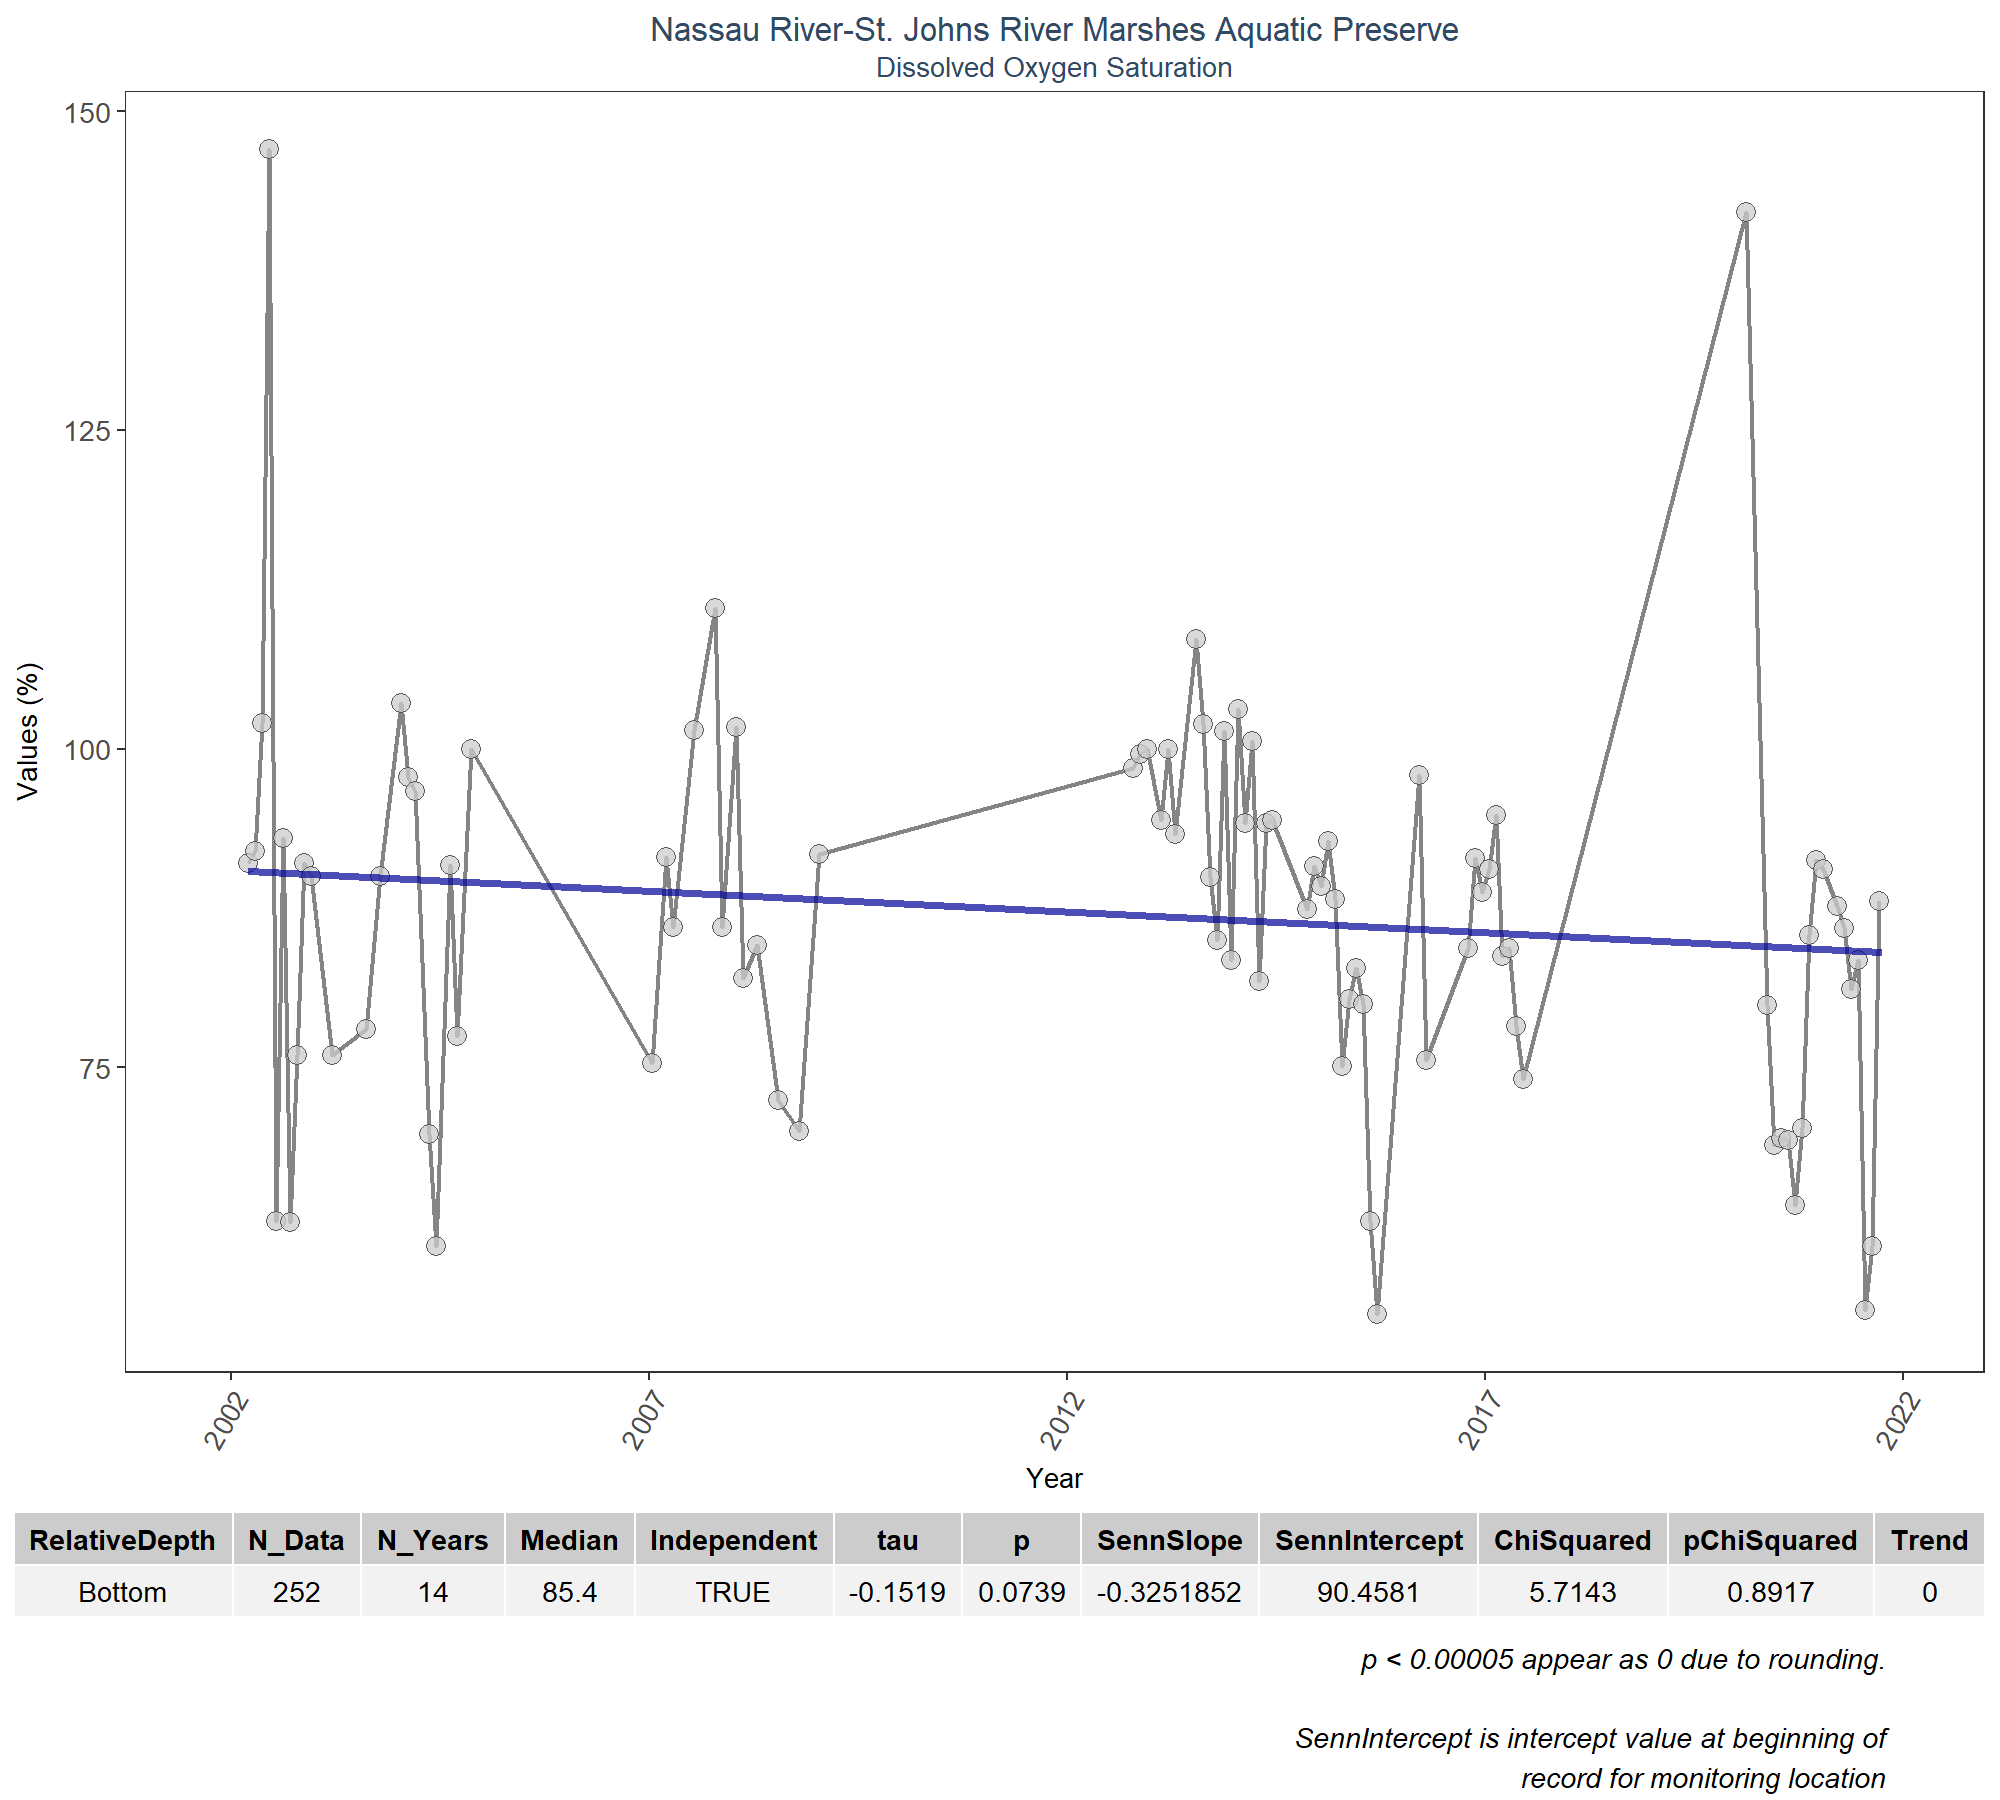 Nassau River-St. Johns River Marshes Aquatic Preserve
Dissolved Oxygen Saturation
150
125
100
75
Values (%)
2002
2007
2012
2017
2022
Year
RelativeDepth N_Data N_Years Median Independent tau p SennSlope SennIntercept ChiSquared pChiSquared Trend
Bottom 252 14 85.4 TRUE -0.1519 0.0739 -0.3251852 90.4581 5.7143 0.8917 0
p < 0.00005 appear as 0 due to rounding.
SennIntercept is intercept value at beginning of
record for monitoring location